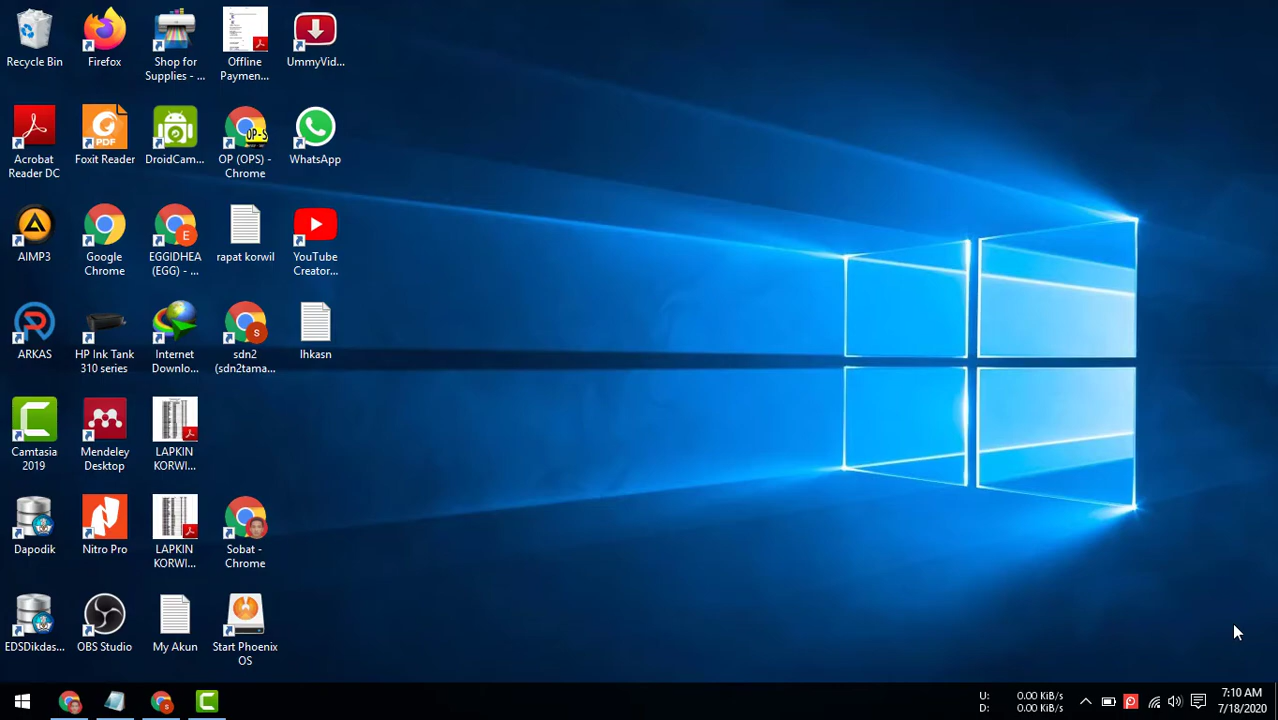 Recycle Bin
Firefox
Shop for
Supplies - ...
Offline
Paymen...
UmmyVid...
Acrobat
Reader DC
Foxit Reader
DroidCam...
OP (OPS) -
Chrome
WhatsApp
AIMP3
Google
Chrome
EGGIDHEA
(EGG) - ...
rapat korwil
YouTube
Creator...
ARKAS
HP Ink Tank
310 series
Internet
Downlo...
sdn2
(sdn2tama...
lhkasn
Camtasia
2019
Mendeley
Desktop
LAPKIN
KORWI...
Dapodik
Nitro Pro
LAPKIN
KORWI...
Sobat -
Chrome
EDSDikdas...
OBS Studio
My Akun
Start Phoenix
OS
PDF
OP-S
E
s
s
U: 0.00 KiB/s
D: 0.00 KiB/s
7:10 AM
7/18/2020